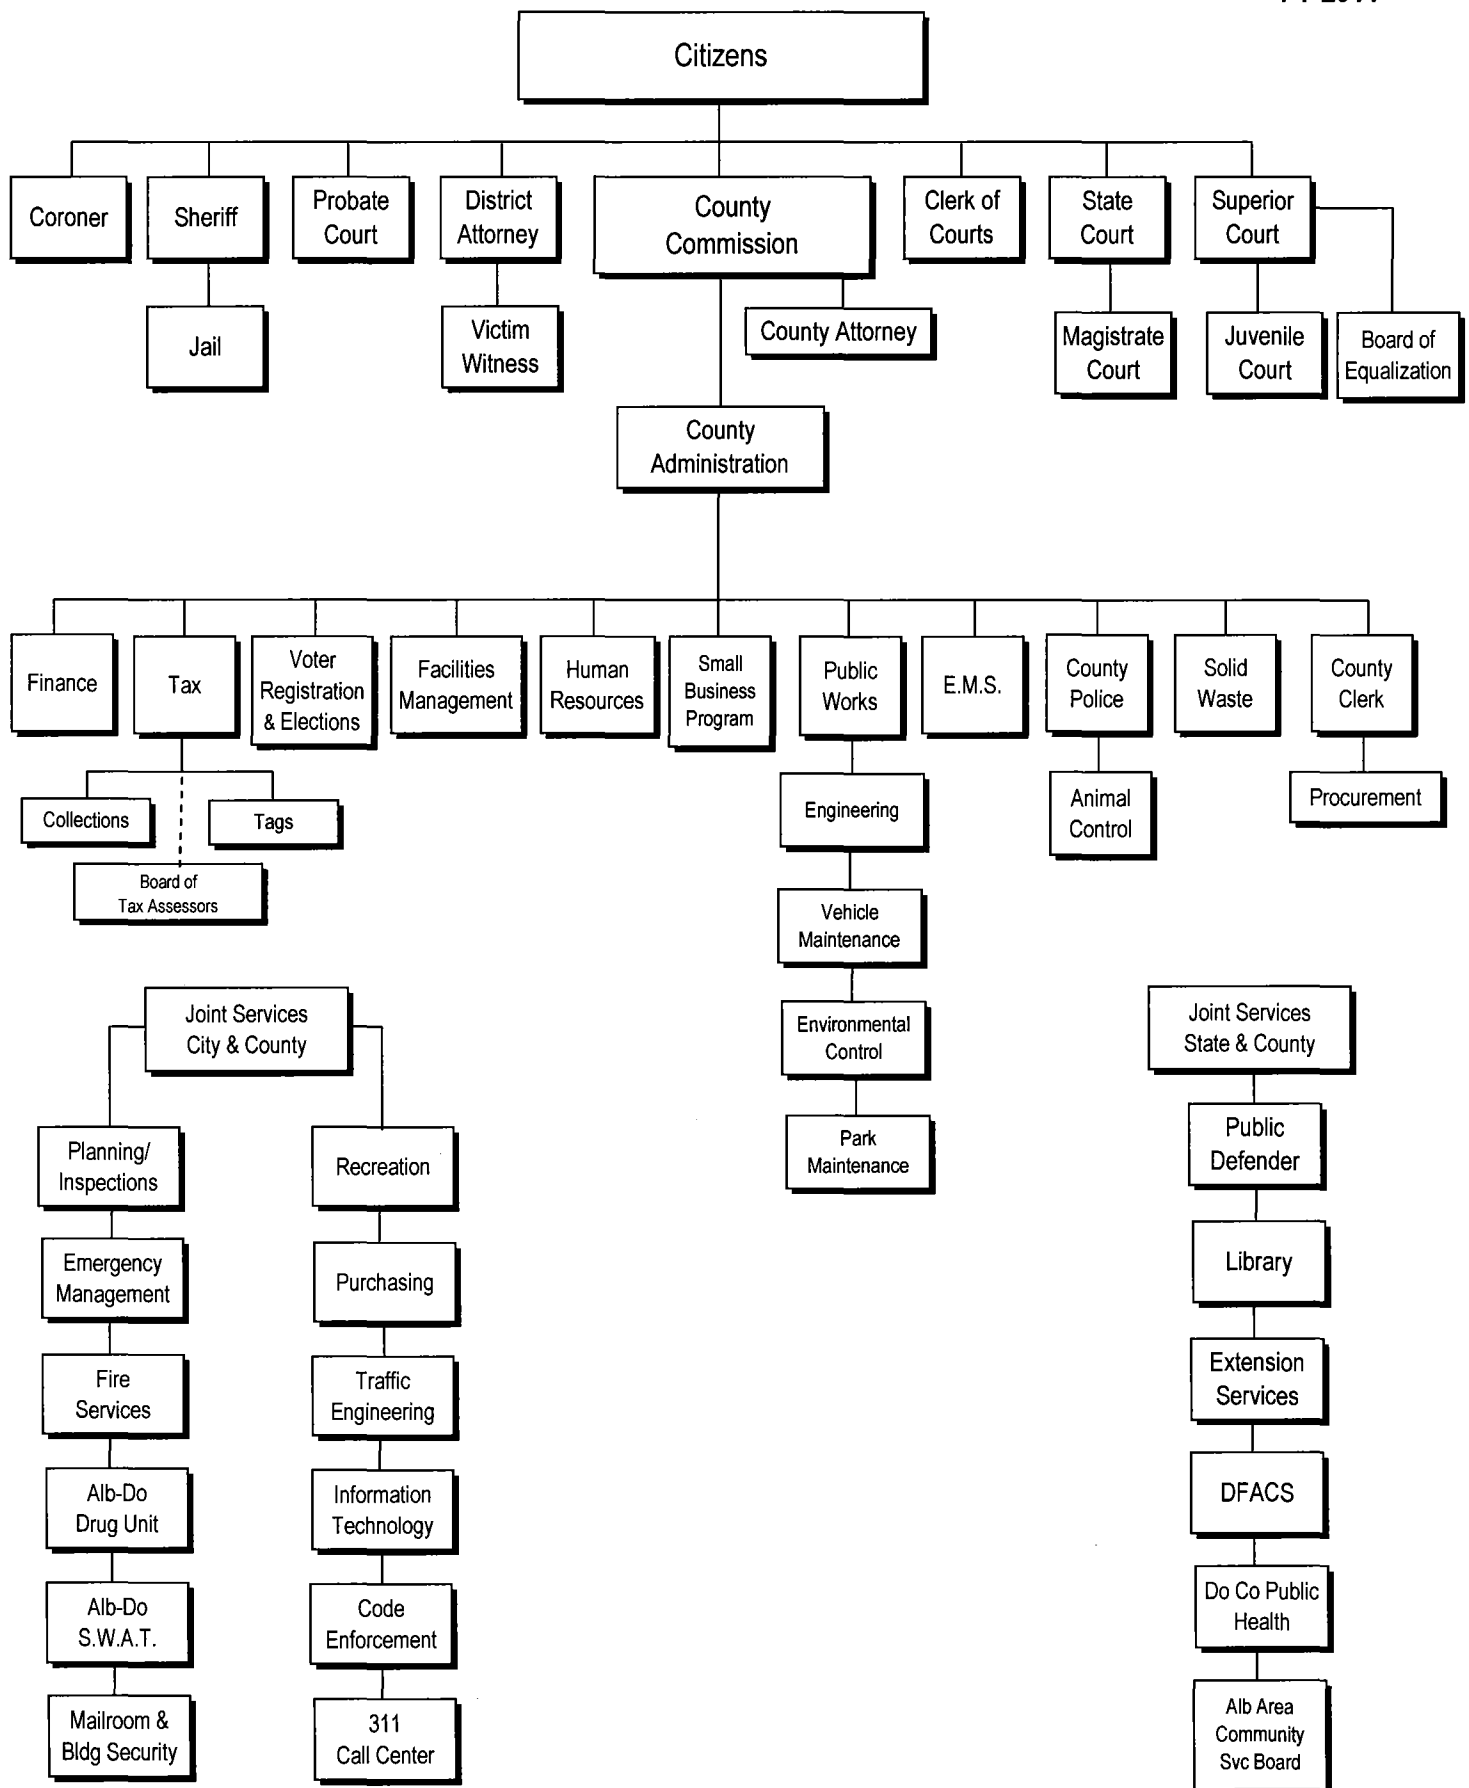 Citizens
Coroner
Sheriff
Probate
Court
District
Attorney
County
Commission
Clerk of
Courts
State
Court
Superior
Court
Jail
Victim
Witness
County Attorney
Magistrate
Court
Juvenile
Court
Board of
Equalization
County
Administration
Finance
Tax
Voter
Registration
& Elections
Facilities
Management
Human
Resources
Small
Business
Program
Public
Works
E.M.S.
County
Police
Solid
Waste
County
Clerk
Collections
Tags
Board of
Tax Assessors
Engineering
Animal
Control
Procurement
Vehicle
Maintenance
Environmental
Control
Park
Maintenance
Joint Services
City & County
Planning/
Inspections
Emergency
Management
Fire
Services
Alb-Do
Drug Unit
Alb-Do
S.W.A.T.
Mailroom &
Bldg Security
Recreation
Purchasing
Traffic
Engineering
Information
Technology
Code
Enforcement
311
Call Center
Joint Services
State & County
Public
Defender
Library
Extension
Services
DFACS
Do Co Public
Health
Alb Area
Community
Svc Board